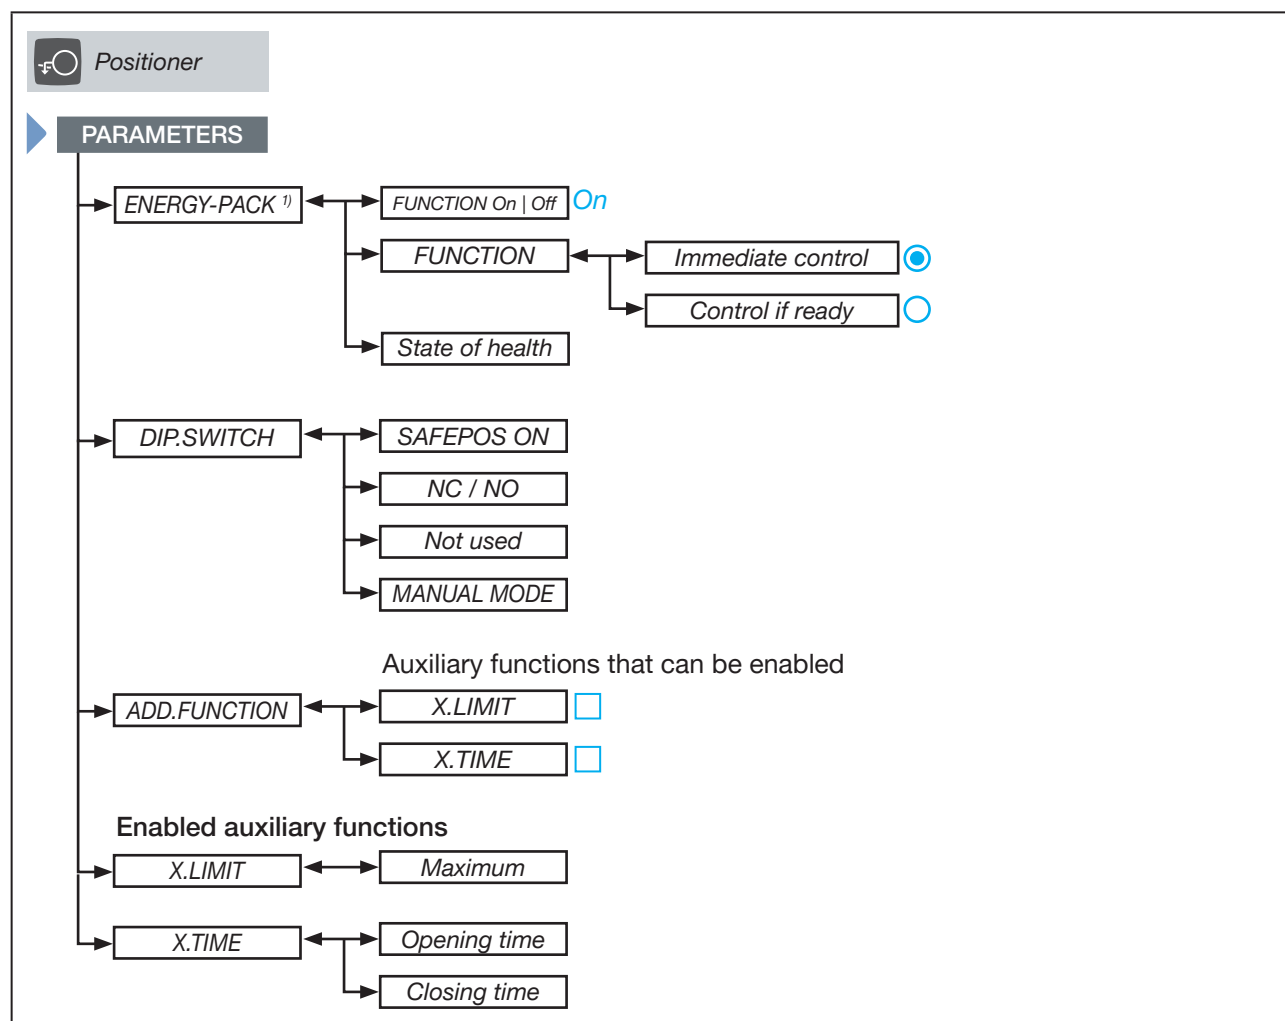 Positioner
PARAMETERS
ENERGY-PACK 1)
FUNCTION On | Off On
FUNCTION
Immediate control
Control if ready
State of health
DIP.SWITCH
SAFEPOS ON
NC / NO
Not used
MANUAL MODE
Auxiliary functions that can be enabled
ADD.FUNCTION
X.LIMIT
X.TIME
Enabled auxiliary functions
X.LIMIT
Maximum
X.TIME
Opening time
Closing time